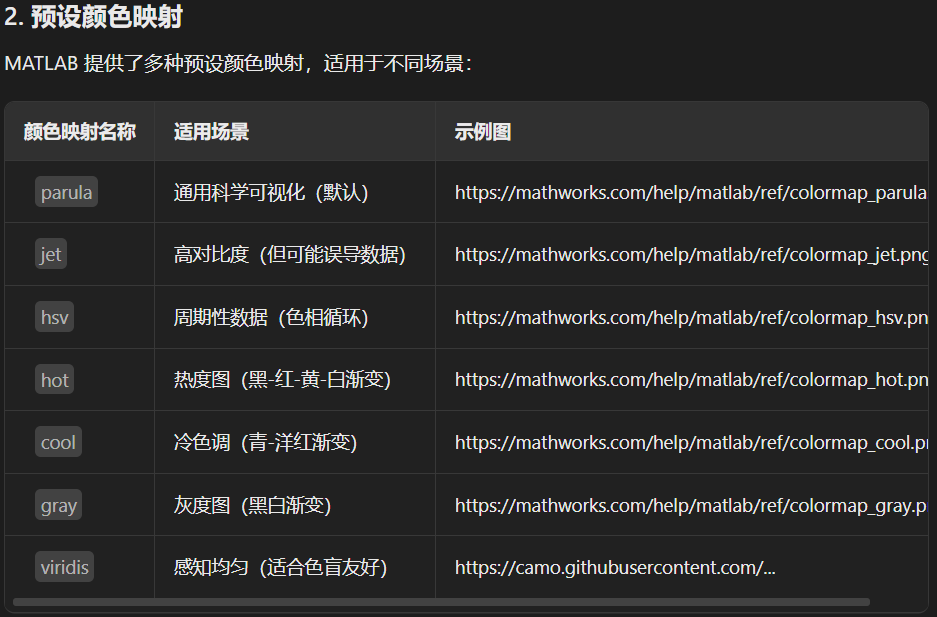 2. 预设颜色映射
MATLAB 提供了多种预设颜色映射，适用于不同场景：
颜色映射名称 适用场景 示例图
parula 通用科学可视化（默认） https://mathworks.com/help/matlab/ref/colormap_parula
jet 高对比度（但可能误导数据） https://mathworks.com/help/matlab/ref/colormap_jet.png
hsv 周期性数据（色相循环） https://mathworks.com/help/matlab/ref/colormap_hsv.pn
hot 热度图（黑-红-黄-白渐变） https://mathworks.com/help/matlab/ref/colormap_hot.pn
cool 冷色调（青-洋红渐变） https://mathworks.com/help/matlab/ref/colormap_cool.pr
gray 灰度图（黑白渐变） https://mathworks.com/help/matlab/ref/colormap_gray.p
viridis 感知均匀（适合色盲友好） https://camo.githubusercontent.com/...